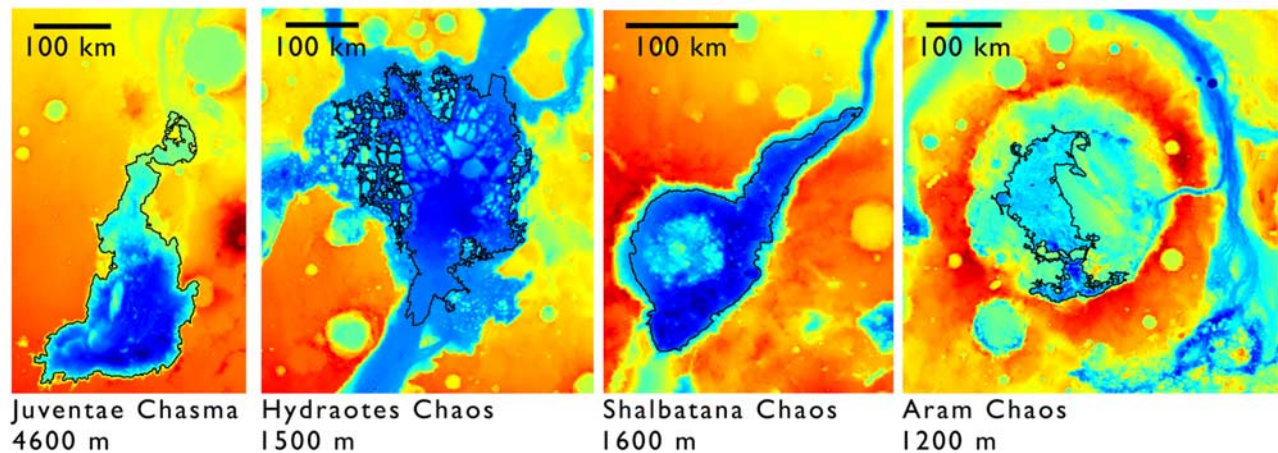 100 km
100 km
100 km
100 km
Juventae Chasma
4600 m
Hydraotes Chaos
1500 m
Shalbatana Chaos
1600 m
Aram Chaos
1200 m